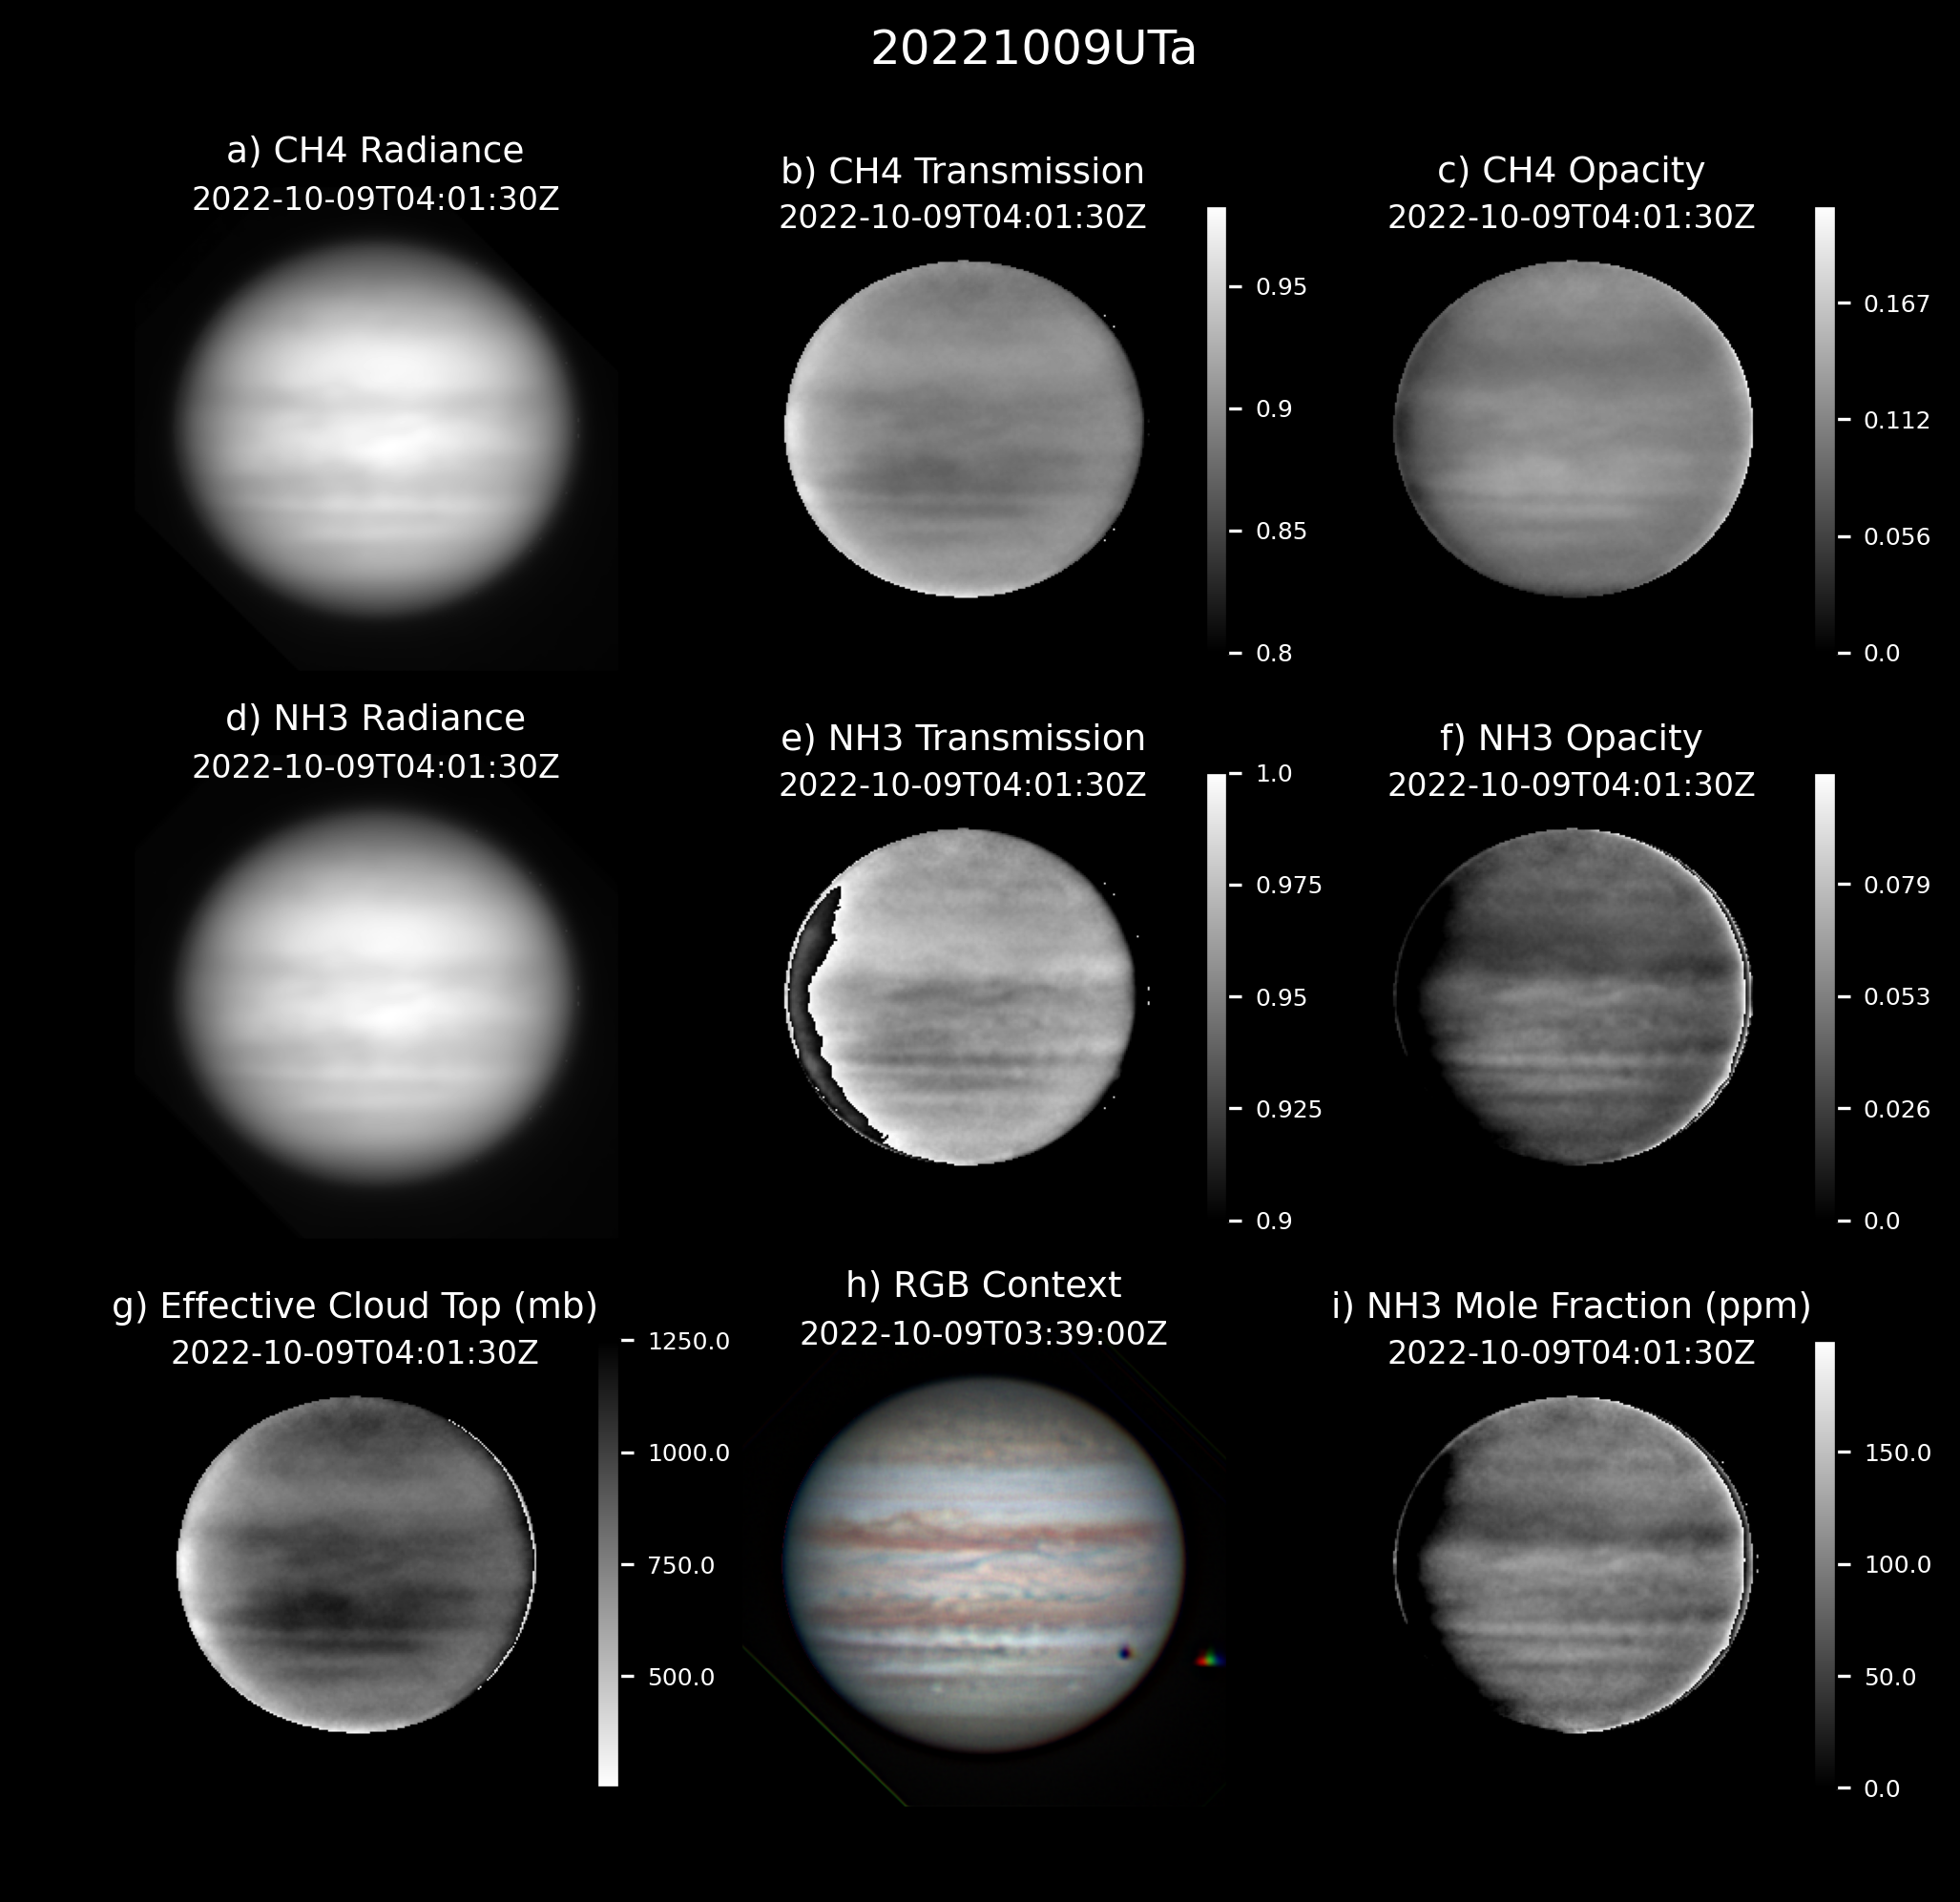 20221009UTa
a) CH4 Radiance
2022-10-09T04:01:30Z
b) CH4 Transmission
2022-10-09T04:01:30Z
0.95
0.9
0.85
0.8
c) CH4 Opacity
2022-10-09T04:01:30Z
0.167
0.112
0.056
0.0
d) NH3 Radiance
2022-10-09T04:01:30Z
e) NH3 Transmission
2022-10-09T04:01:30Z
1.0
0.975
0.95
0.925
0.9
f) NH3 Opacity
2022-10-09T04:01:30Z
0.079
0.053
0.026
0.0
g) Effective Cloud Top (mb)
2022-10-09T04:01:30Z
1250.0
1000.0
750.0
500.0
h) RGB Context
2022-10-09T03:39:00Z
i) NH3 Mole Fraction (ppm)
2022-10-09T04:01:30Z
150.0
100.0
50.0
0.0